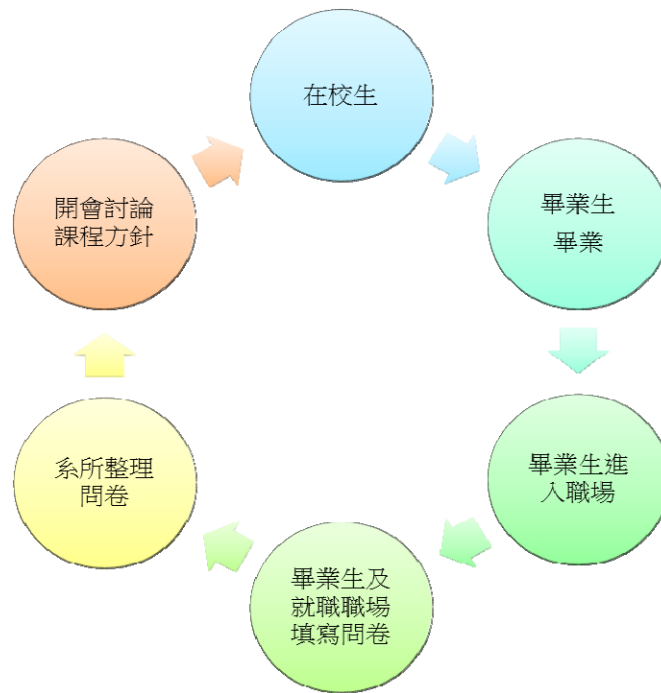 在校生
畢業生
畢業
畢業生進
入職場
畢業生及
就職職場
填寫問卷
系所整理
問卷
開會討論
課程方針